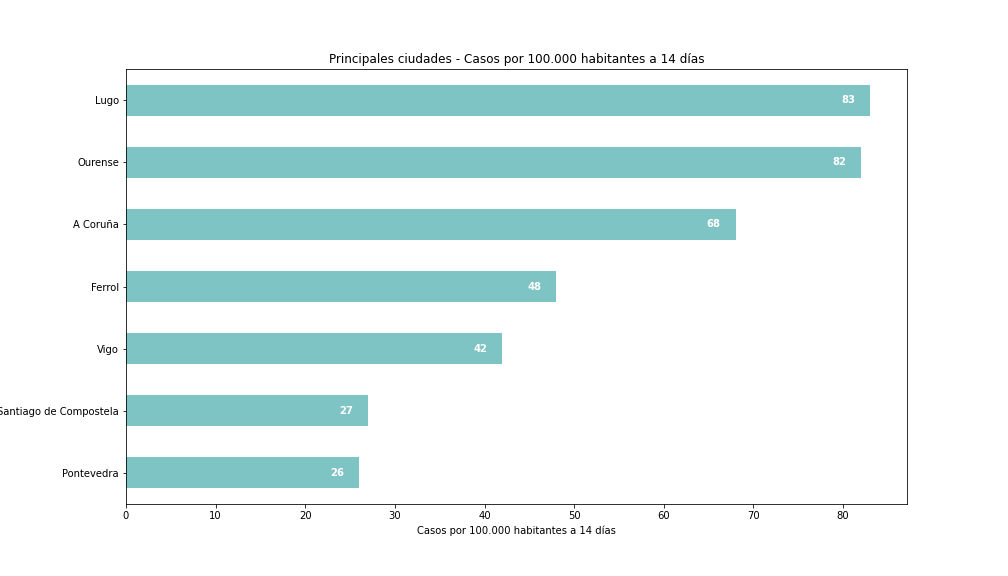 Principales ciudades - Casos por 100.000 habitantes a 14 días
Lugo 83
Ourense 82
A Coruña 68
Ferrol 48
Vigo 42
Santiago de Compostela 27
Pontevedra 26
0 10 20 30 40 50 60 70 80
Casos por 100.000 habitantes a 14 días